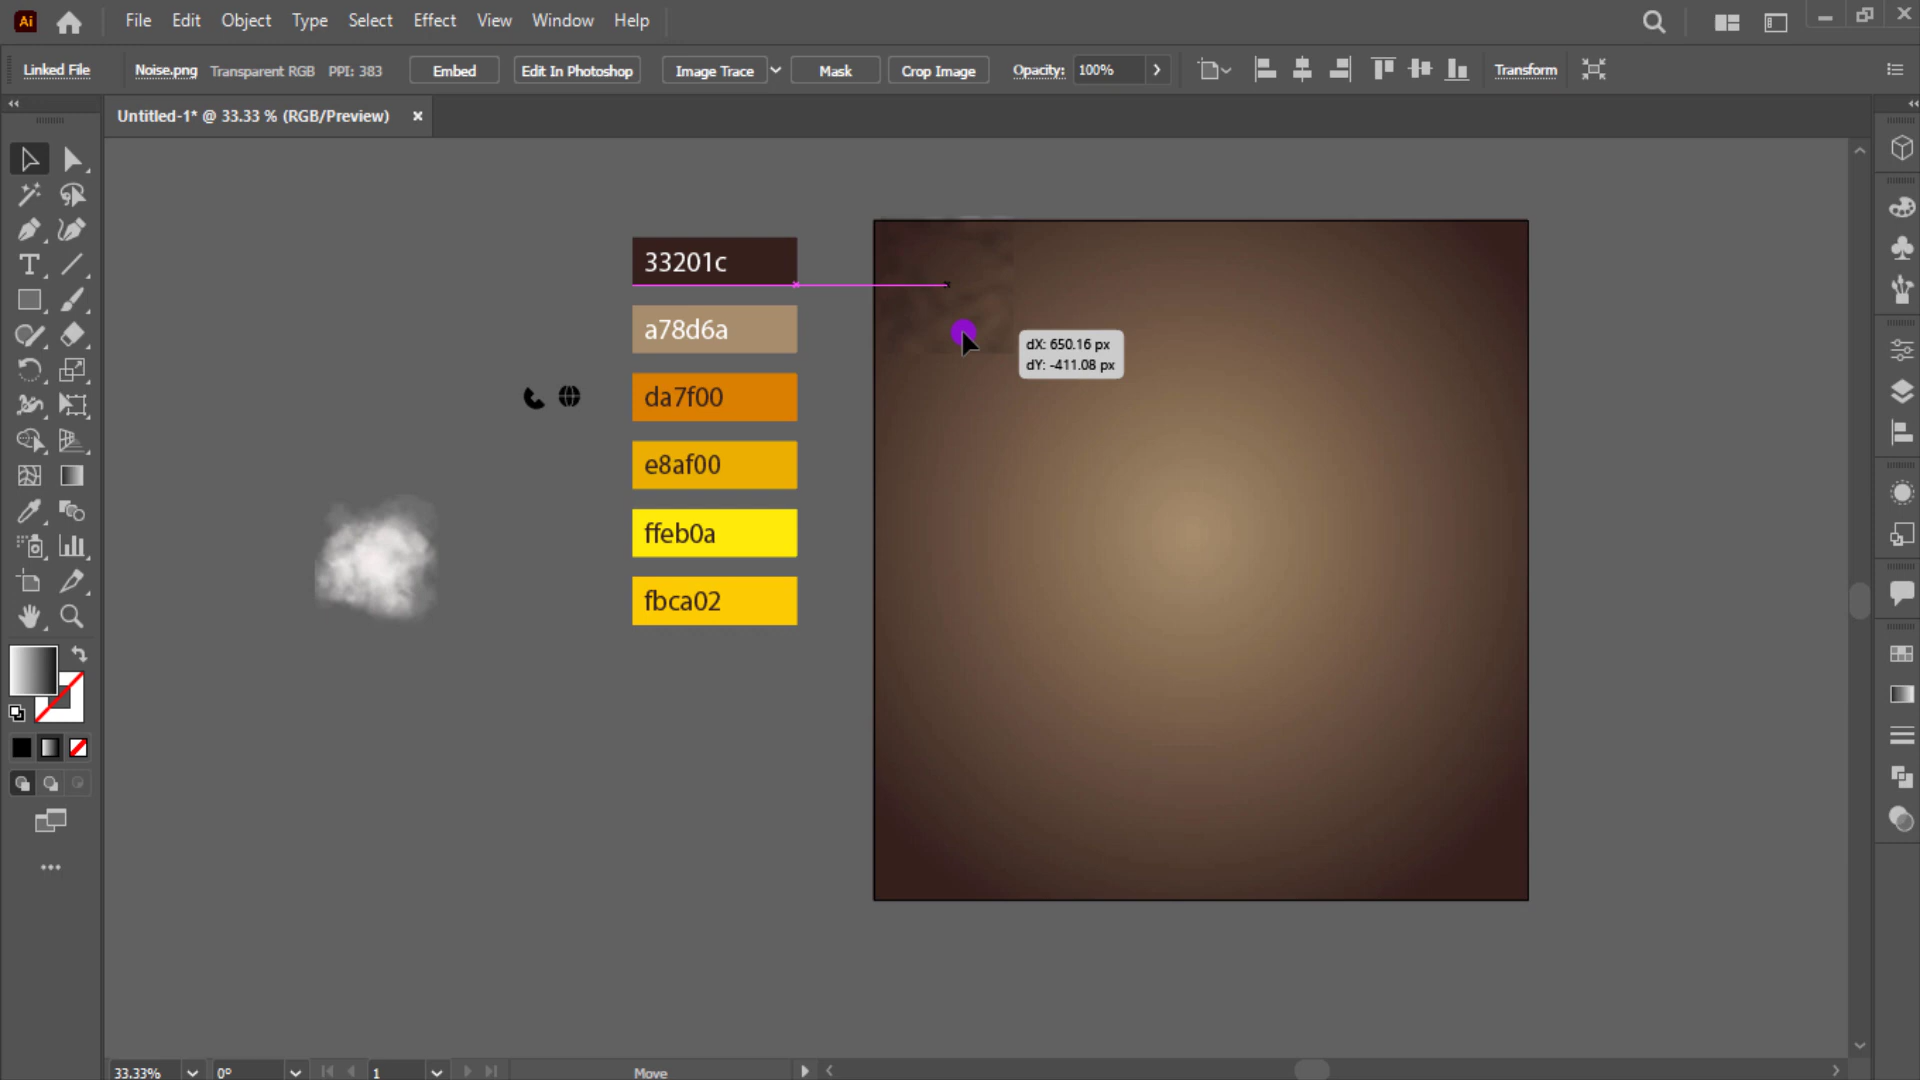 Ai File Edit Object Type Select Effect View Window Help
Linked File Noise.png Transparent RGB PPI: 383 Embed Edit In Photoshop Image Trace Mask Crop Image Opacity: 100% Transform
Untitled-1* @ 33.33 % (RGB/Preview) ×
33201c
a78d6a
da7f00
e8af00
ffeb0a
fbca02
dX: 650.16 px
dY: -411.08 px
33.33% 0° 1 Move